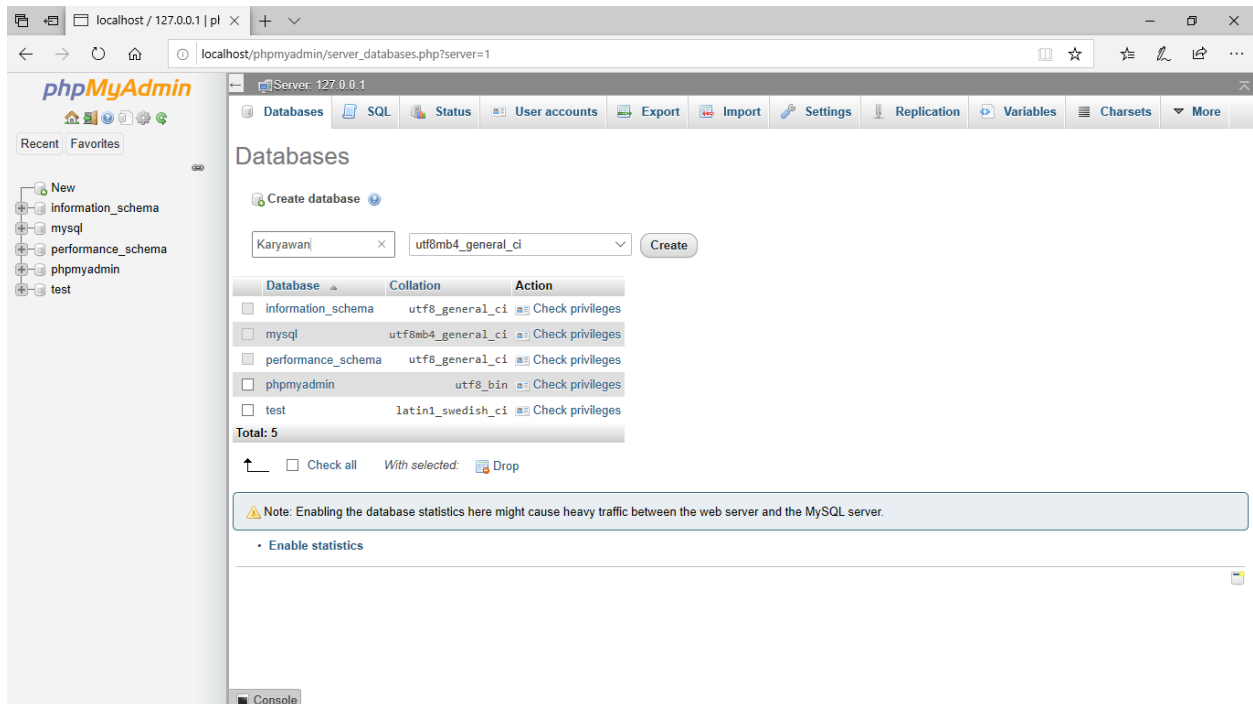 localhost / 127.0.0.1 | pl
localhost/phpmyadmin/server_databases.php?server=1
phpMyAdmin
Recent Favorites
New
information_schema
mysql
performance_schema
phpmyadmin
test
Server: 127.0.0.1
Databases SQL Status User accounts Export Import Settings Replication Variables Charsets More
Databases
Create database
Karyawan utf8mb4_general_ci Create
Database Collation Action
information_schema utf8_general_ci Check privileges
mysql utf8mb4_general_ci Check privileges
performance_schema utf8_general_ci Check privileges
phpmyadmin utf8_bin Check privileges
test latin1_swedish_ci Check privileges
Total: 5
Check all With selected: Drop
Note: Enabling the database statistics here might cause heavy traffic between the web server and the MySQL server.
• Enable statistics
Console